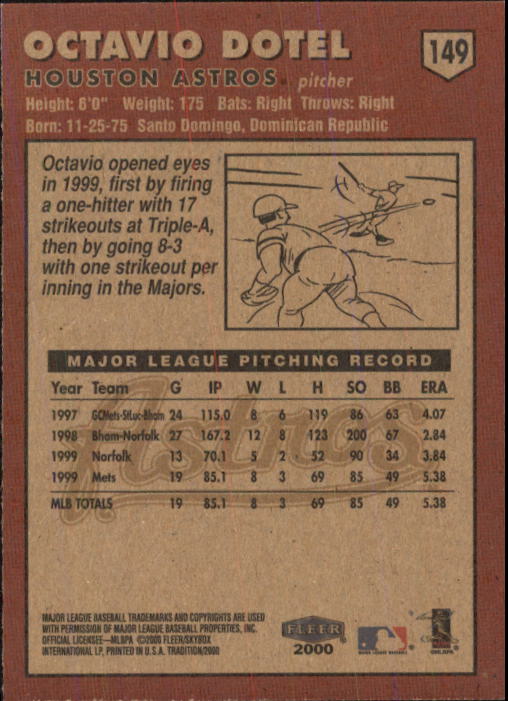 OCTAVIO DOTEL
149
HOUSTON ASTROS pitcher
Height: 6'0" Weight: 175 Bats: Right Throws: Right
Born: 11-25-75 Santo Domingo, Dominican Republic
Octavio opened eyes
in 1999, first by firing
a one-hitter with 17
strikeouts at Triple-A,
then by going 8-3
with one strikeout per
inning in the Majors.
MAJOR LEAGUE PITCHING RECORD
Year Team G IP W L H SO BB ERA
1997 GCMets-StLuc-Bham 24 115.0 8 6 119 86 63 4.07
1998 Bham-Norfolk 27 167.2 12 8 123 200 67 2.84
1999 Norfolk 13 70.1 5 2 52 90 34 3.84
1999 Mets 19 85.1 8 3 69 85 49 5.38
MLB TOTALS 19 85.1 8 3 69 85 49 5.38
Astros
MAJOR LEAGUE BASEBALL TRADEMARKS AND COPYRIGHTS ARE USED
WITH PERMISSION OF MAJOR LEAGUE BASEBALL PROPERTIES, INC.
OFFICIAL LICENSEE—MLBPA ©2000 FLEER/SKYBOX
INTERNATIONAL LP, PRINTED IN U.S.A. TRADITION/2000
FLEER
2000
MAJOR LEAGUE BASEBALL